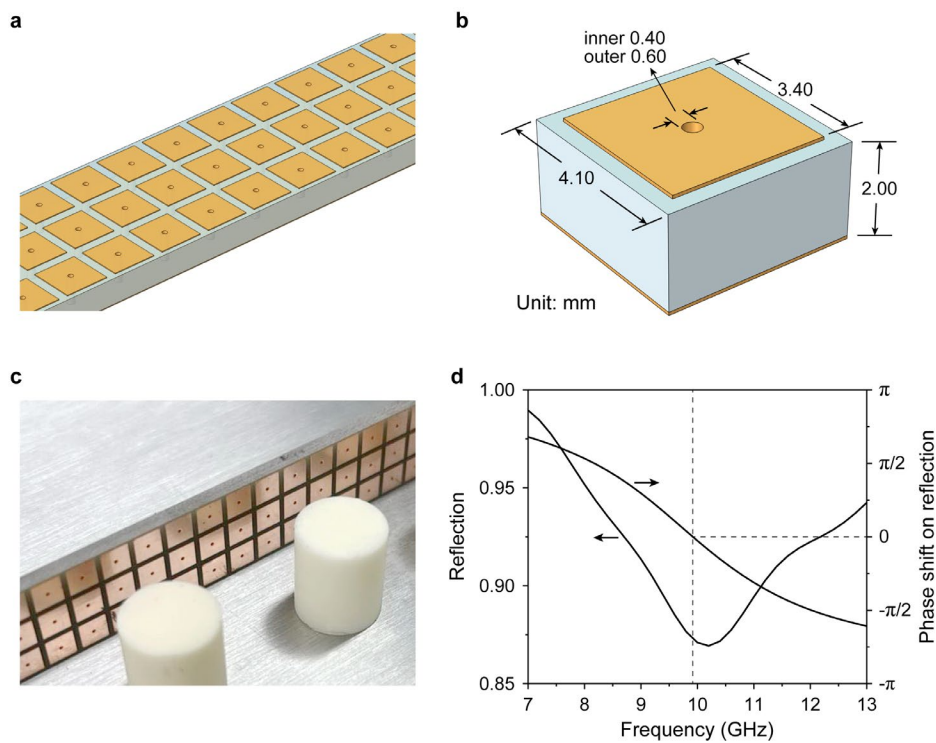 a
b
inner 0.40
outer 0.60
3.40
4.10
2.00
Unit: mm
c
d
1.00
0.95
0.90
0.85
Reflection
π
π/2
0
-π/2
-π
Phase shift on reflection
7
8
9
10
11
12
13
Frequency (GHz)